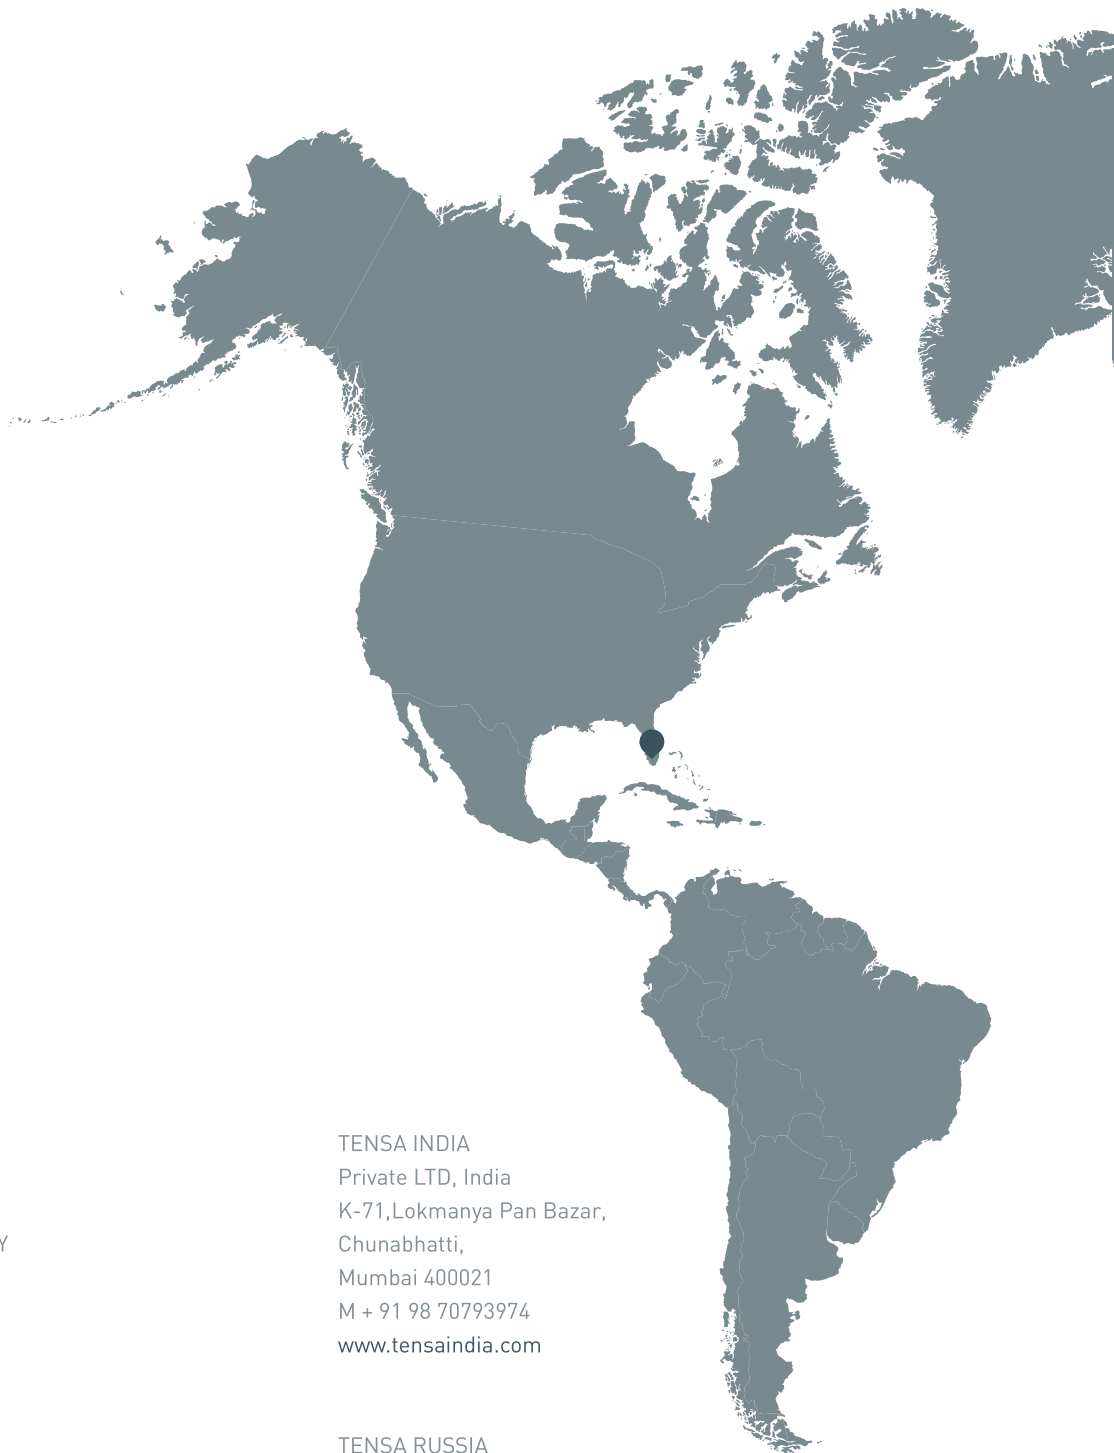 TENSA INDIA
Private LTD, India
K-71,Lokmanya Pan Bazar,
Chunabhatti,
Y
Mumbai 400021
M + 91 98 70793974
www.tensaindia.com
TENSA RUSSIA